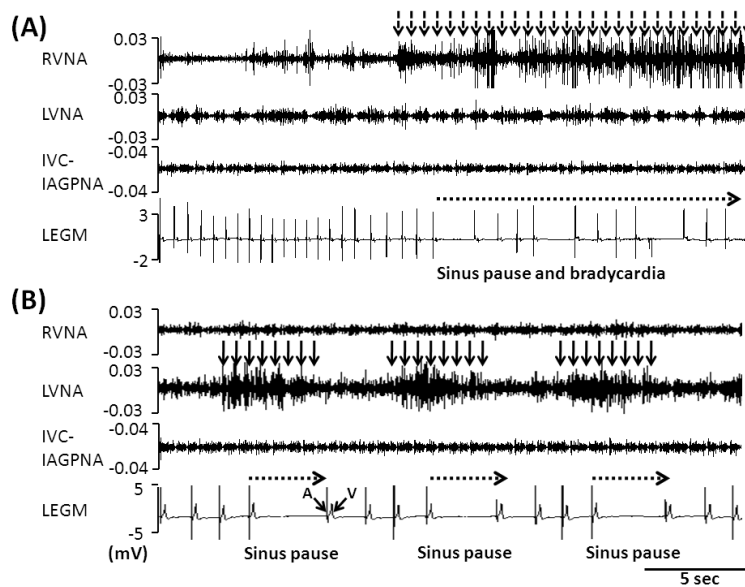 (A)
0.03
RVNA
-0.03
0.03
LVNA
-0.03
-0.04
IVC-
IAGPNA
-0.04
3
LEGM
-2
Sinus pause and bradycardia
(B)
0.03
RVNA
-0.03
0.03
LVNA
-0.03
-0.04
IVC-
IAGPNA
-0.04
5
LEGM
A V
-5
(mV) Sinus pause Sinus pause Sinus pause
5 sec